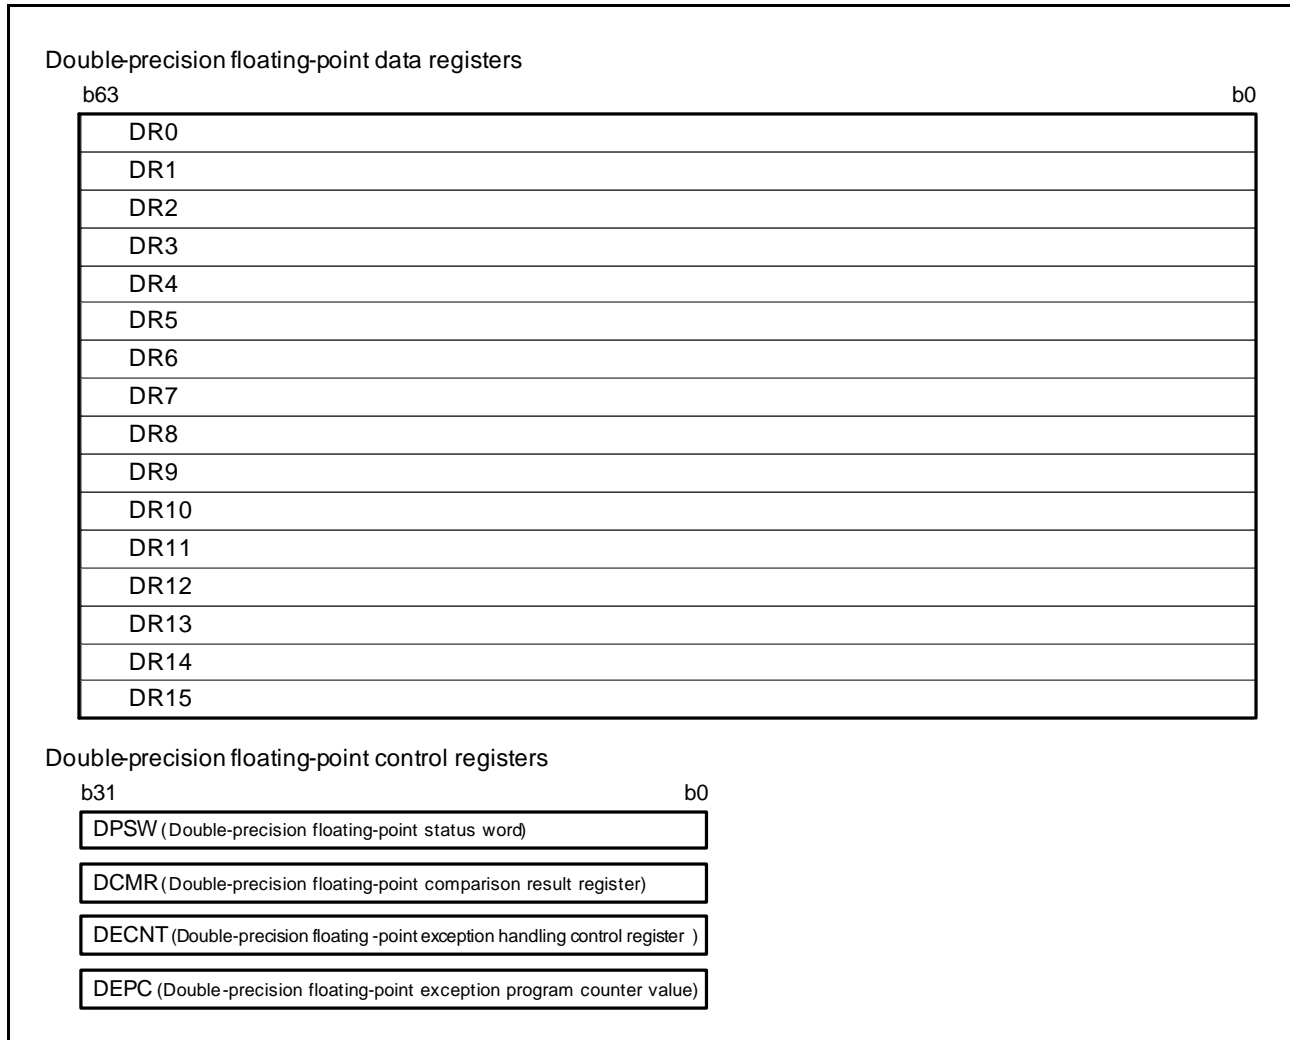 Double-precision floating-point data registers
b63 b0
DR0
DR1
DR2
DR3
DR4
DR5
DR6
DR7
DR8
DR9
DR10
DR11
DR12
DR13
DR14
DR15
Double-precision floating-point control registers
b31 b0
DPSW (Double-precision floating-point status word)
DCMR (Double-precision floating-point comparison result register)
DECNT (Double-precision floating -point exception handling control register )
DEPC (Double-precision floating-point exception program counter value)